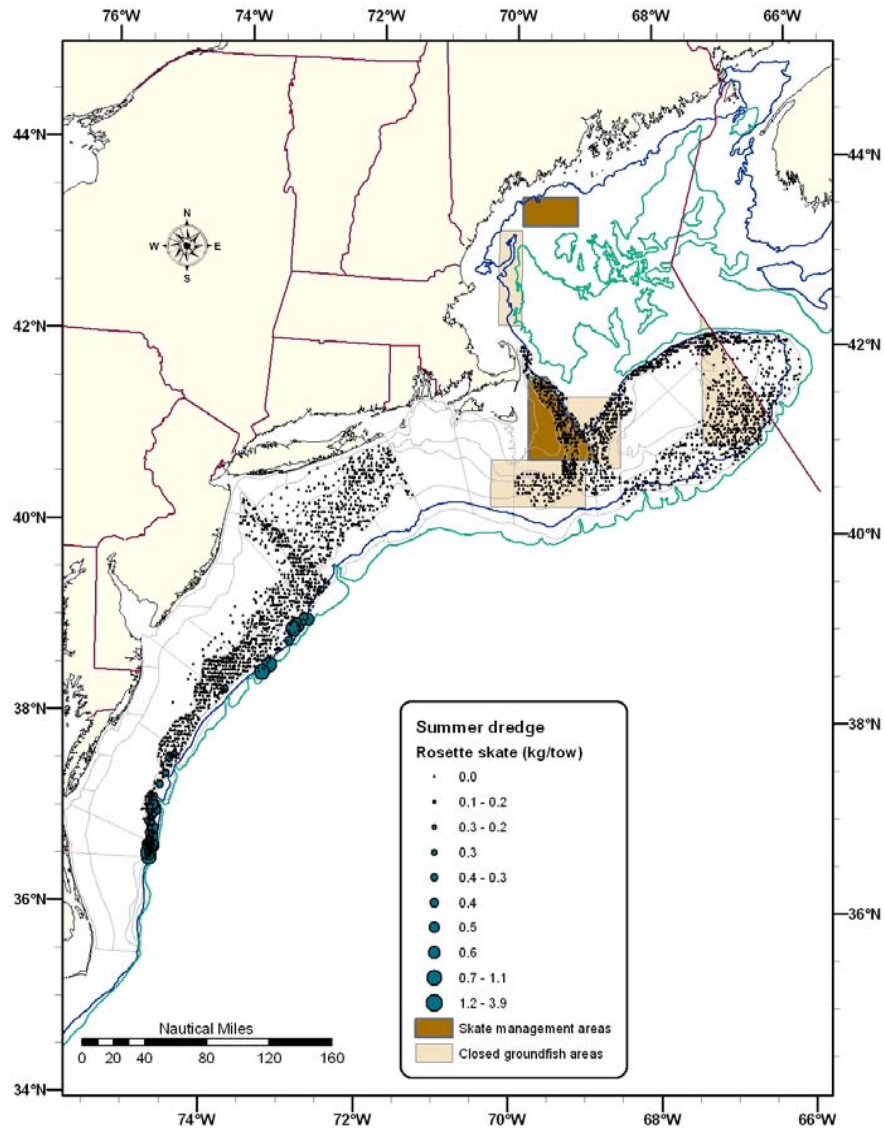 76°W 74°W 72°W 70°W 68°W 66°W
44°N 44°N
N
W E
S
42°N 42°N
40°N 40°N
38°N 38°N
36°N 36°N
34°N
Summer dredge
Rosette skate (kg/tow)
0.0
0.1 - 0.2
0.3 - 0.2
0.3
0.4 - 0.3
0.4
0.5
0.6
0.7 - 1.1
1.2 - 3.9
Skate management areas
Closed groundfish areas
Nautical Miles
0 20 40 80 120 160
74°W 72°W 70°W 68°W 66°W